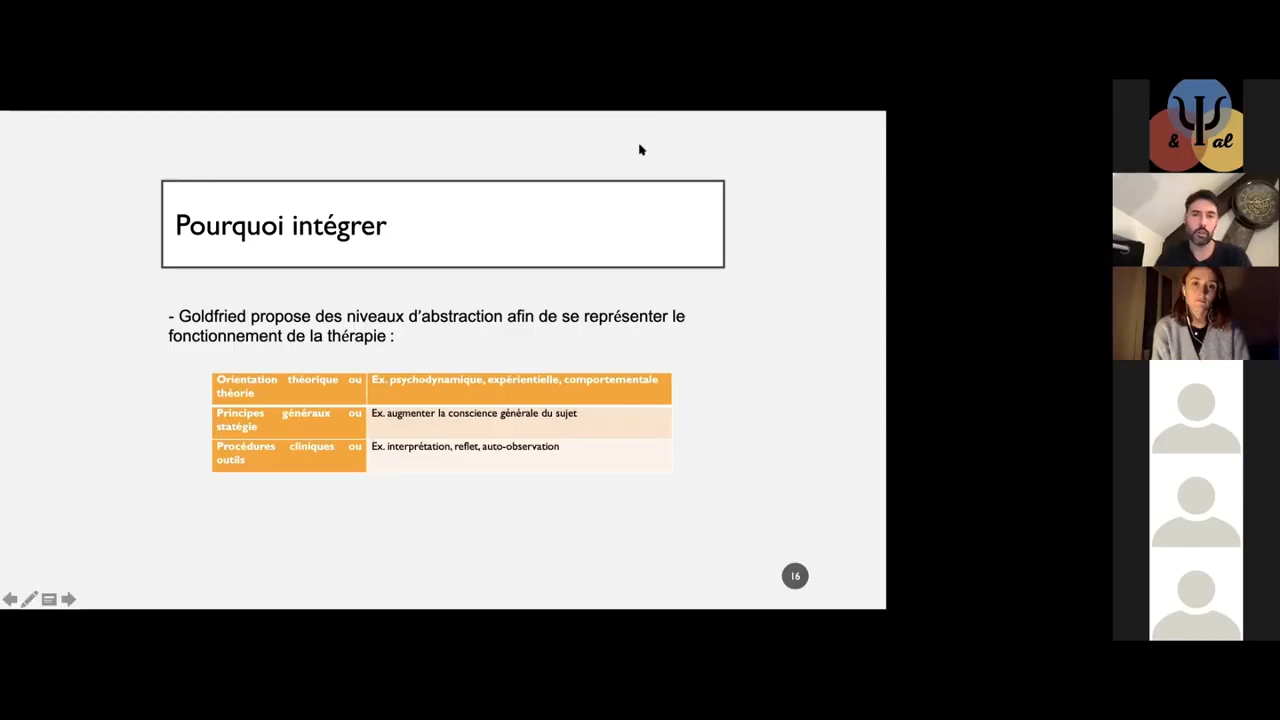 Pourquoi intégrer
- Goldfried propose des niveaux d'abstraction afin de se représenter le
fonctionnement de la thérapie :
Orientation théorique ou
théorie
Ex. psychodynamique, expérientielle, comportementale
Principes généraux ou
statégie
Ex. augmenter la conscience générale du sujet
Procédures cliniques ou
outils
Ex. interprétation, reflet, auto-observation
16
Ψ
& al